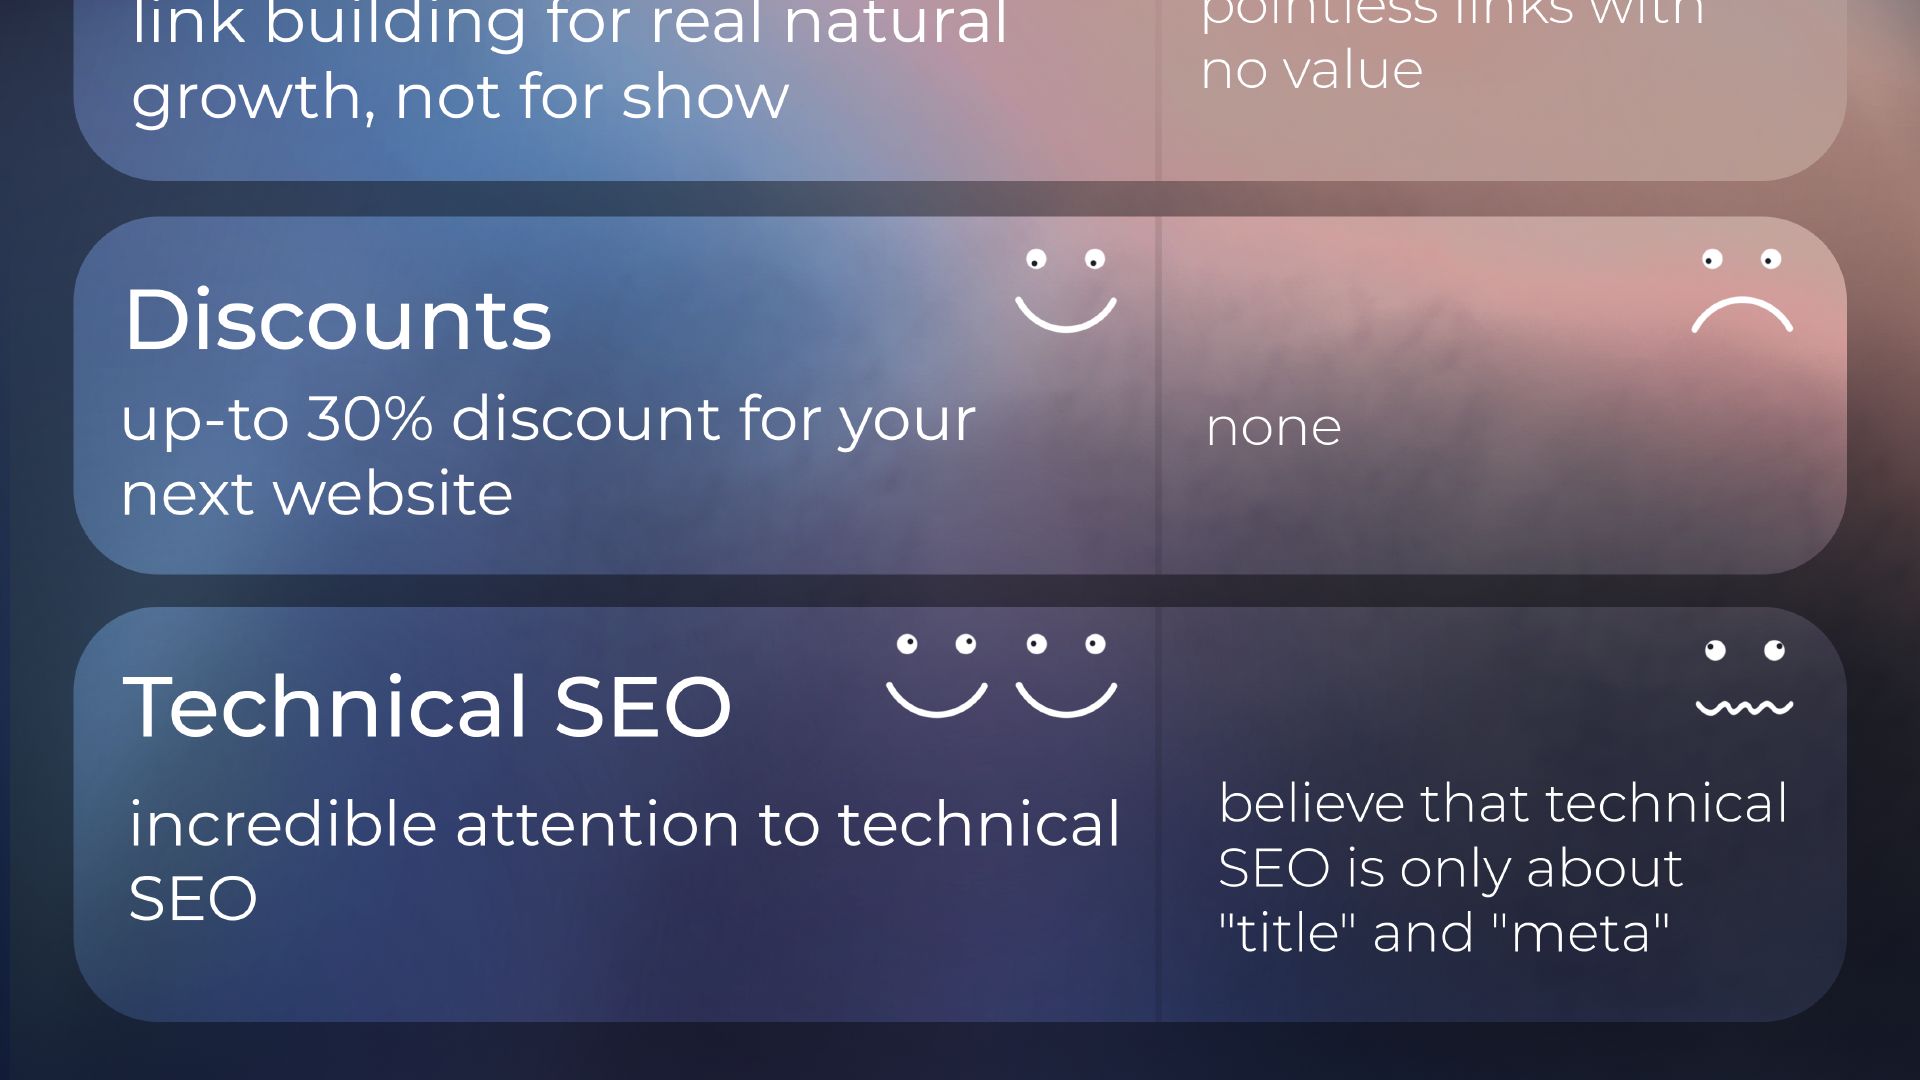 link building for real natural
growth, not for show
pointless links with
no value
Discounts
up-to 30% discount for your
next website
none
Technical SEO
incredible attention to technical
SEO
believe that technical
SEO is only about
"title" and "meta"